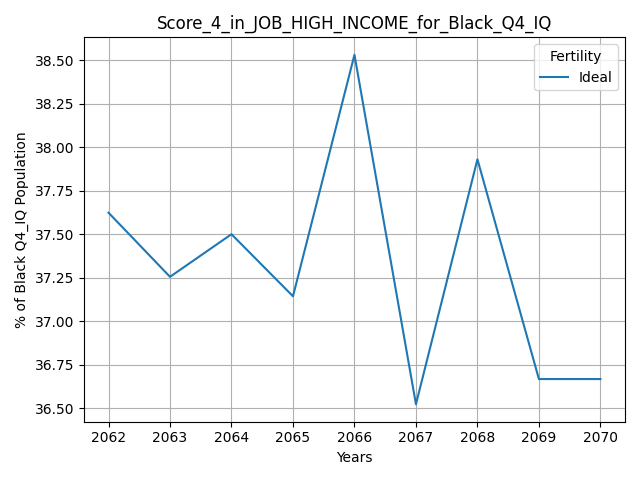 Score_4_in_JOB_HIGH_INCOME_for_Black_Q4_IQ
Fertility
Ideal
% of Black Q4_IQ Population
38.50
38.25
38.00
37.75
37.50
37.25
37.00
36.75
36.50
2062 2063 2064 2065 2066 2067 2068 2069 2070
Years